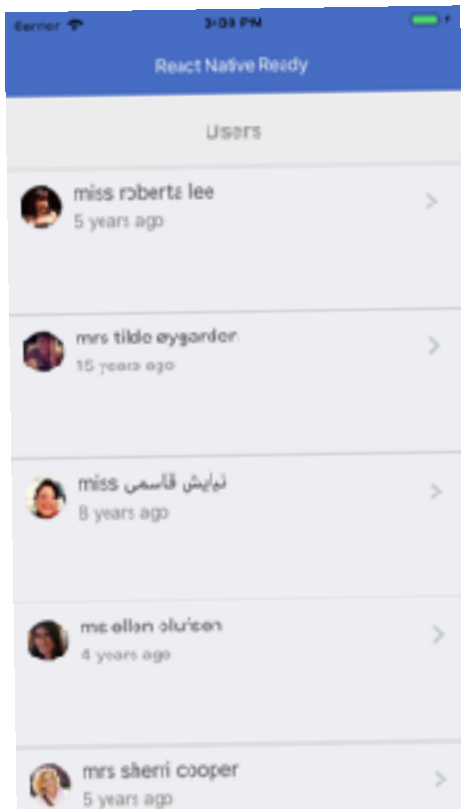 Carrier
3:03 PM
React Native Ready
Users
miss roberta lee
5 years ago
mrs tilde øygarden
15 years ago
miss نیایش قاسمی
8 years ago
ms ellen olufsen
4 years ago
mrs sherri cooper
5 years ago